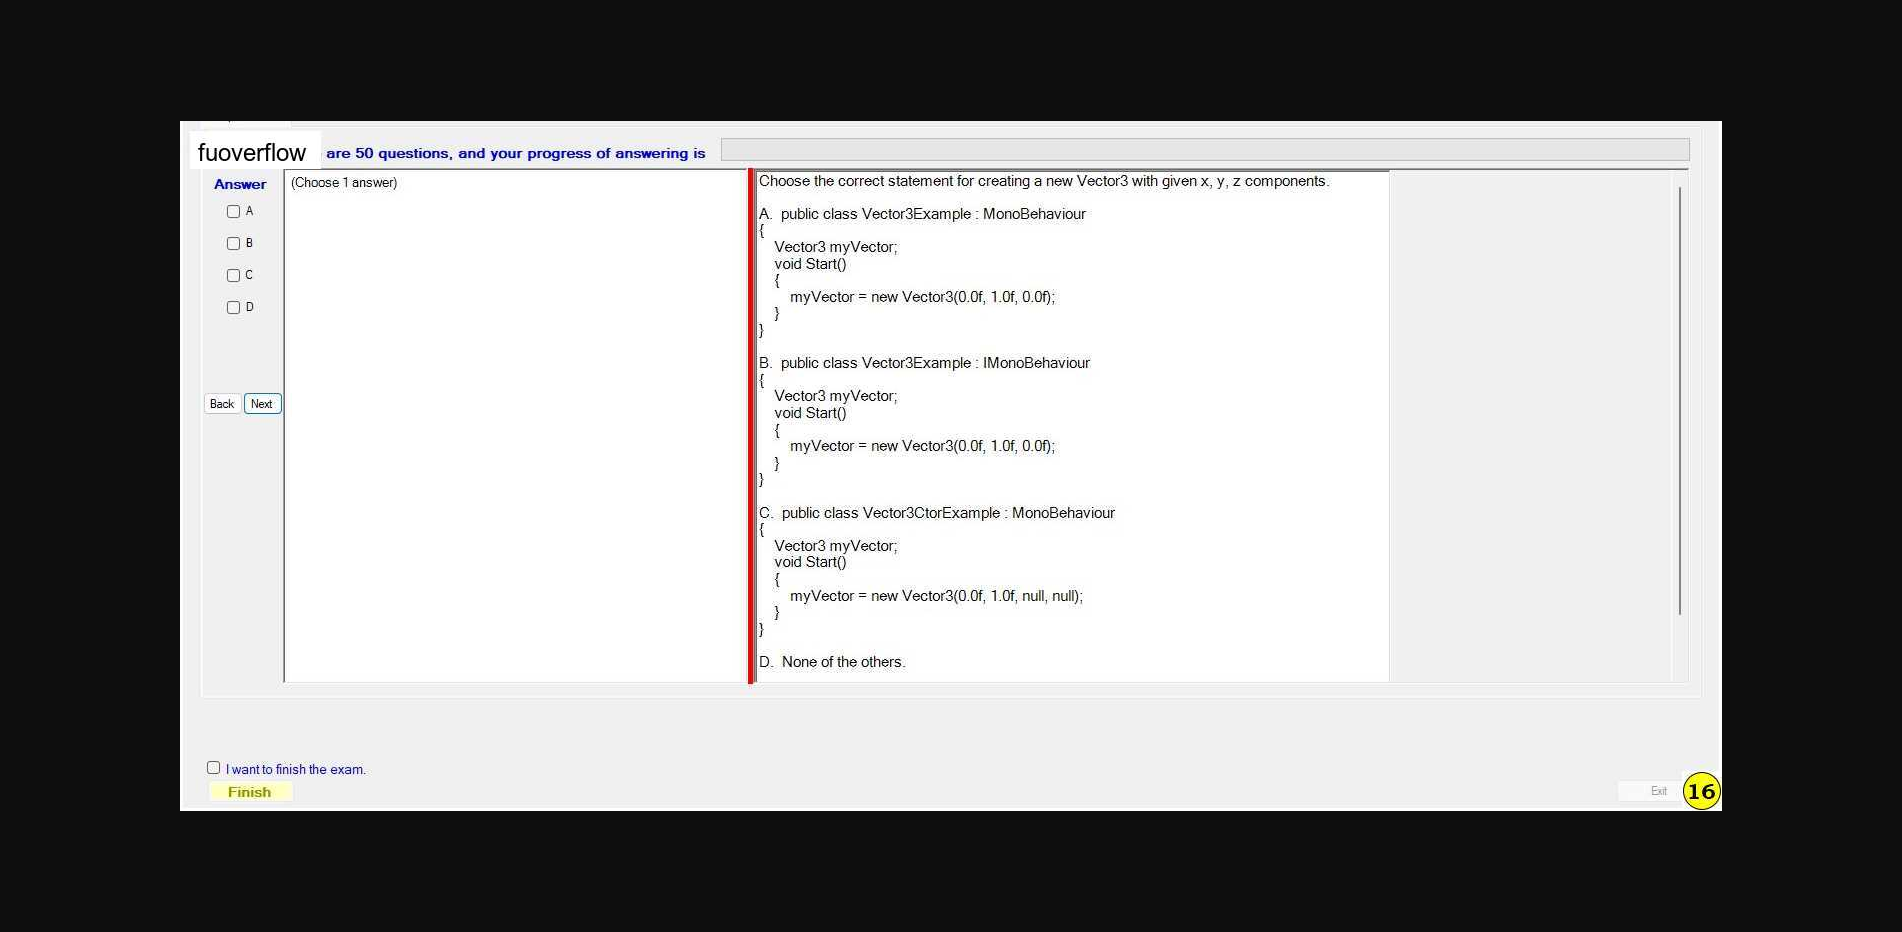 fuoverflow are 50 questions, and your progress of answering is
Answer
A
B
C
D
Back Next
(Choose 1 answer)
Choose the correct statement for creating a new Vector3 with given x, y, z components.
A. public class Vector3Example : MonoBehaviour
{
Vector3 myVector;
void Start()
{
myVector = new Vector3(0.0f, 1.0f, 0.0f);
}
}
B. public class Vector3Example : IMonoBehaviour
{
Vector3 myVector;
void Start()
{
myVector = new Vector3(0.0f, 1.0f, 0.0f);
}
}
C. public class Vector3CtorExample : MonoBehaviour
{
Vector3 myVector;
void Start()
{
myVector = new Vector3(0.0f, 1.0f, null, null);
}
}
D. None of the others.
I want to finish the exam.
Finish
Exit
16